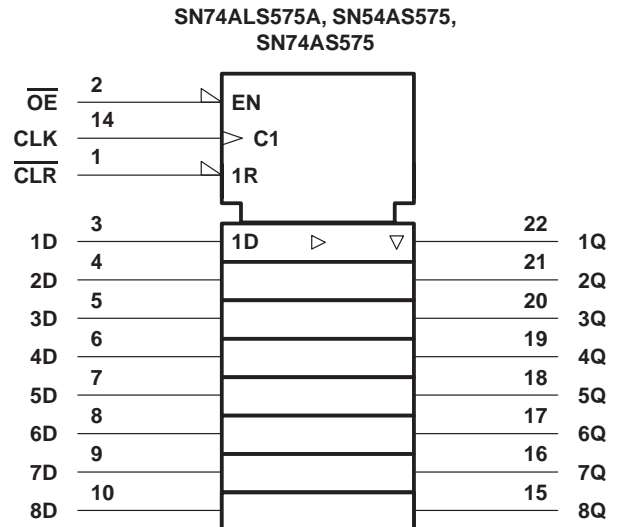 SN74ALS575A, SN54AS575,
SN74AS575
OE 2 EN
CLK 14 C1
CLR 1 1R
1D 3 1D 22 1Q
2D 4 21 2Q
3D 5 20 3Q
4D 6 19 4Q
5D 7 18 5Q
6D 8 17 6Q
7D 9 16 7Q
8D 10 15 8Q